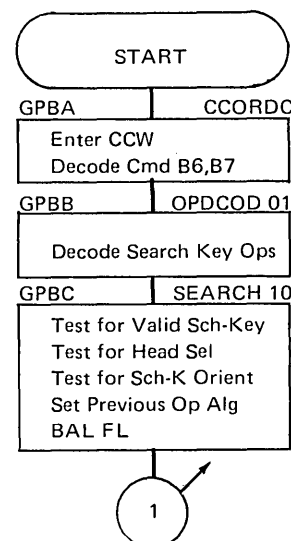 START
GPBA CCORDC
Enter CCW
Decode Cmd B6,B7
GPBB OPDCOD 01
Decode Search Key Ops
GPBC SEARCH 10
Test for Valid Sch-Key
Test for Head Sel
Test for Sch-K Orient
Set Previous Op Alg
BAL FL
1